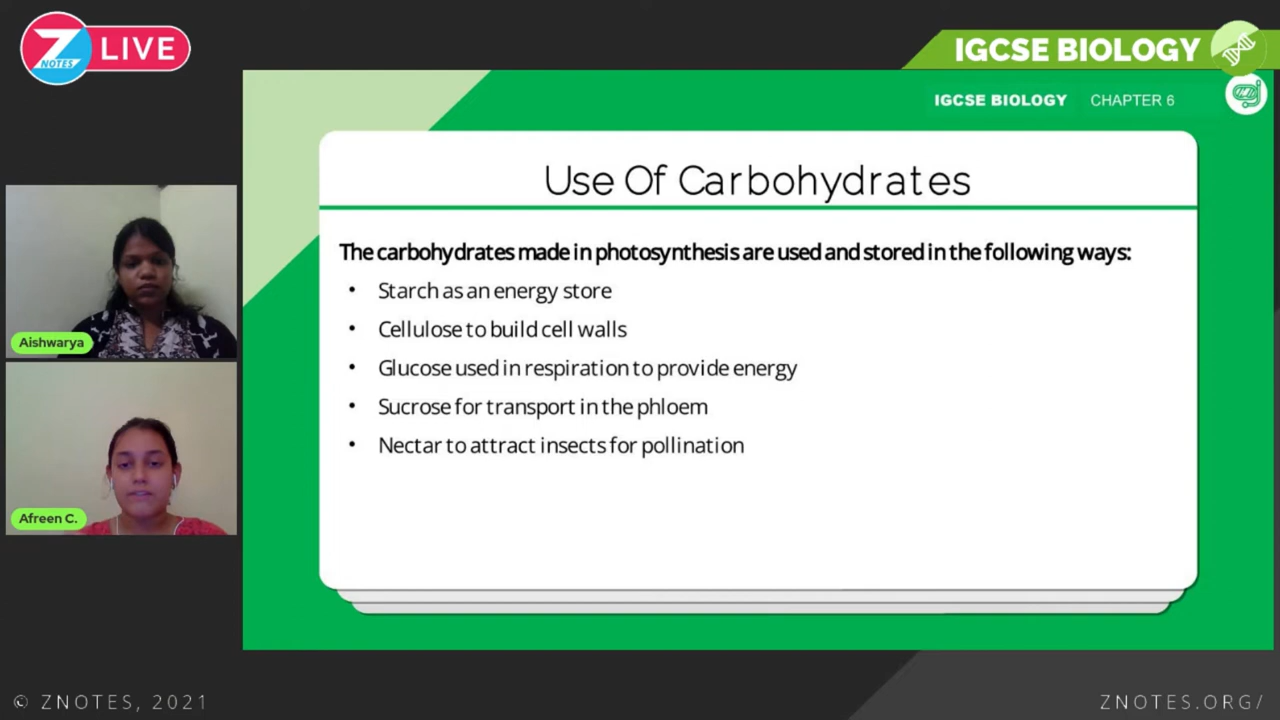 Z NOTES LIVE
IGCSE BIOLOGY
IGCSE BIOLOGY CHAPTER 6
Use Of Carbohydrates
The carbohydrates made in photosynthesis are used and stored in the following ways:
• Starch as an energy store
• Cellulose to build cell walls
• Glucose used in respiration to provide energy
• Sucrose for transport in the phloem
• Nectar to attract insects for pollination
Aishwarya
Afreen C.
© ZNOTES, 2021
ZNOTES.ORG/